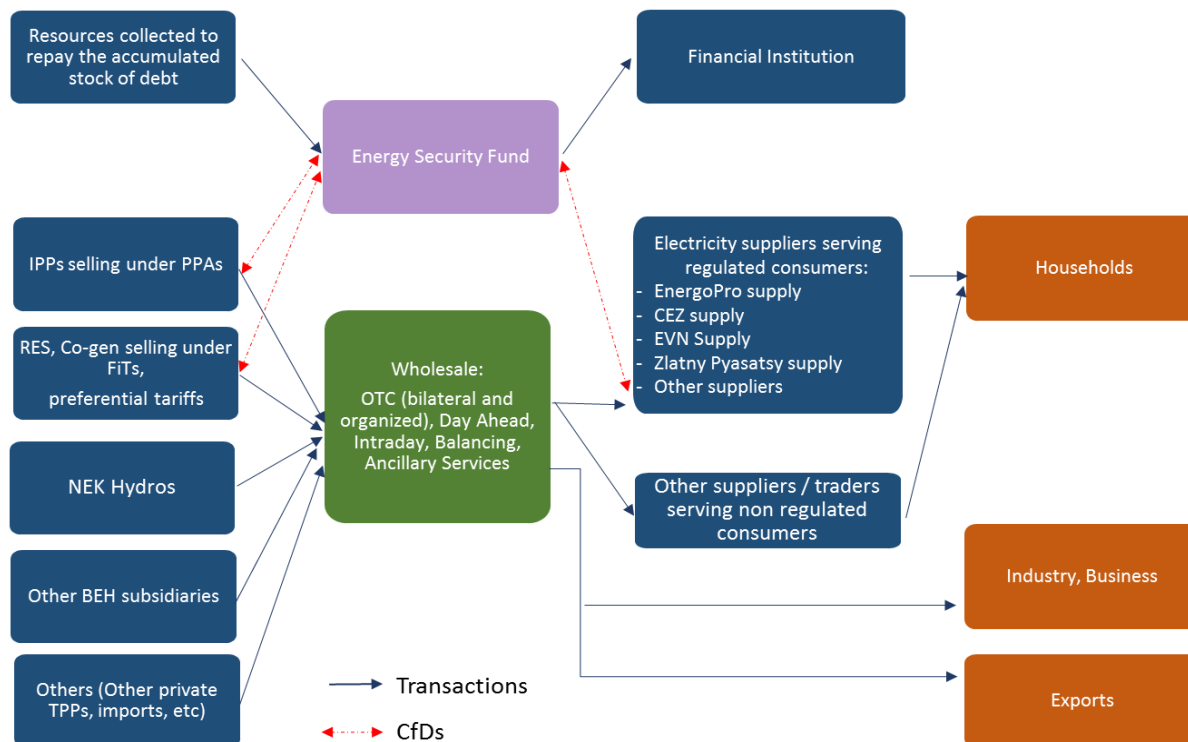 Resources collected to
repay the accumulated
stock of debt
Financial Institution
Energy Security Fund
IPPs selling under PPAs
Electricity suppliers serving
regulated consumers:
- EnergoPro supply
- CEZ supply
- EVN Supply
- Zlatny Pyasatsy supply
- Other suppliers
Households
RES, Co-gen selling under
FiTs,
preferential tariffs
Wholesale:
OTC (bilateral and
organized), Day Ahead,
Intraday, Balancing,
Ancillary Services
NEK Hydros
Other suppliers / traders
serving non regulated
consumers
Other BEH subsidiaries
Industry, Business
Others (Other private
TPPs, imports, etc)
Transactions
CfDs
Exports